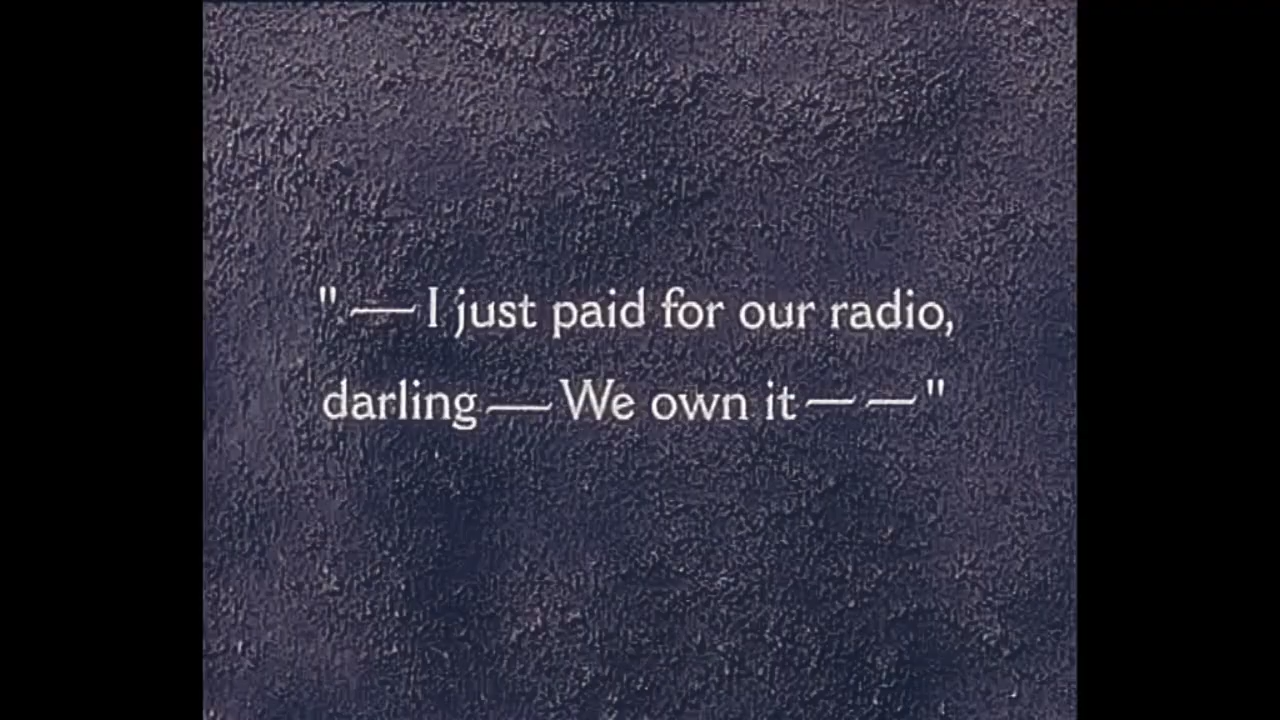 " — I just paid for our radio,
darling — We own it — — "